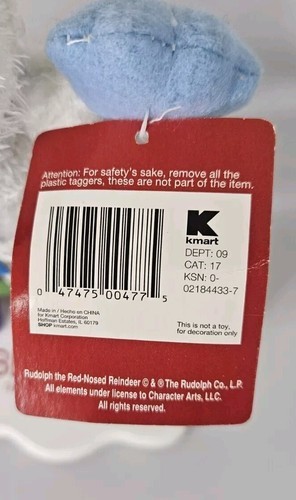 Attention: For safety's sake, remove all the
plastic taggers, these are not part of the item.
K
kmart
DEPT: 09
CAT: 17
KSN: 0-
02184433-7
0 47475 00477 5
Made in / Hecho en CHINA
for Kmart Corporation
Hoffman Estates, IL 60179
SHOP kmart.com
This is not a toy,
for decoration only
Rudolph the Red-Nosed Reindeer © & ® The Rudolph Co., L.P.
All elements under license to Character Arts, LLC.
All rights reserved.